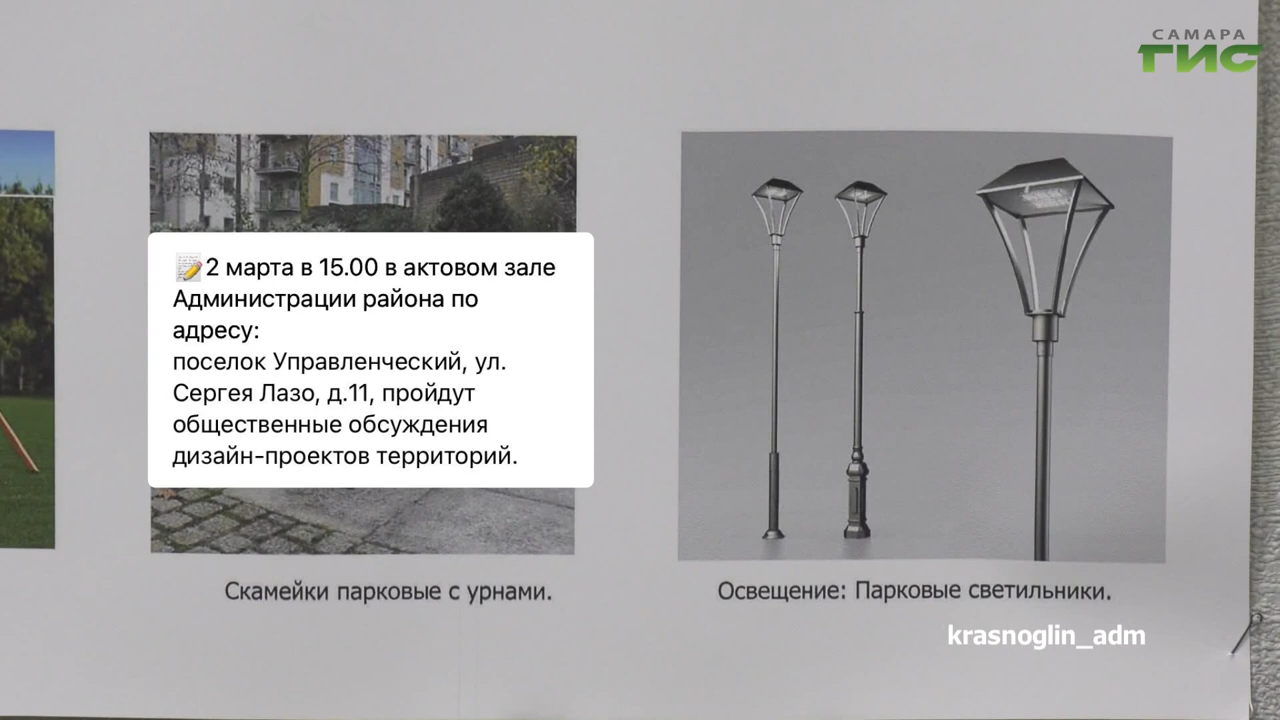 САМАРА
ГИС
2 марта в 15.00 в актовом зале
Администрации района по
адресу:
поселок Управленческий, ул.
Сергея Лазо, д.11, пройдут
общественные обсуждения
дизайн-проектов территорий.
Скамейки парковые с урнами.
Освещение: Парковые светильники.
krasnoglin_adm